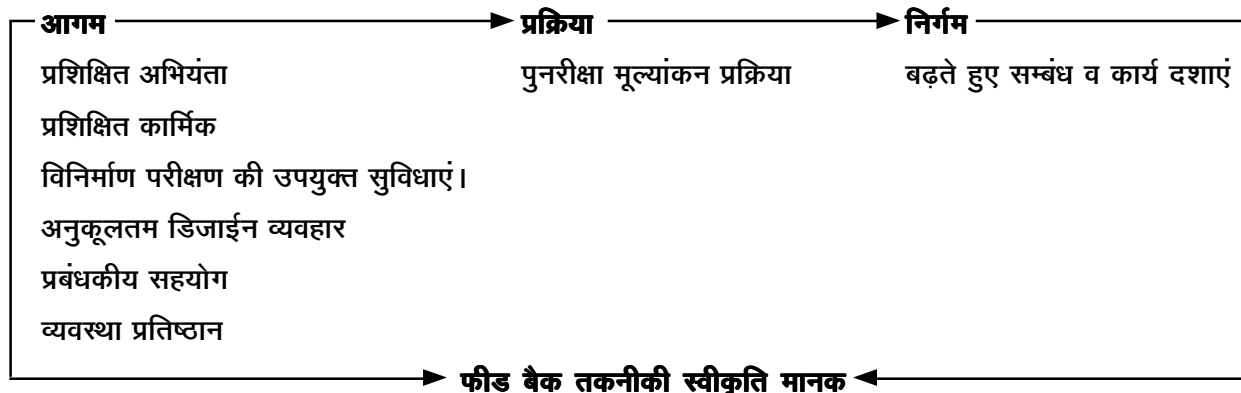 आगम प्रक्रिया निर्गम
प्रशिक्षित अभियंता पुनरीक्षा मूल्यांकन प्रक्रिया बढ़ते हुए सम्बंध व कार्य दशाएं
प्रशिक्षित कार्मिक
विनिर्माण परीक्षण की उपयुक्त सुविधाएं।
अनुकूलतम डिजाईन व्यवहार
प्रबंधकीय सहयोग
व्यवस्था प्रतिष्ठान
फीड बैक तकनीकी स्वीकृति मानक